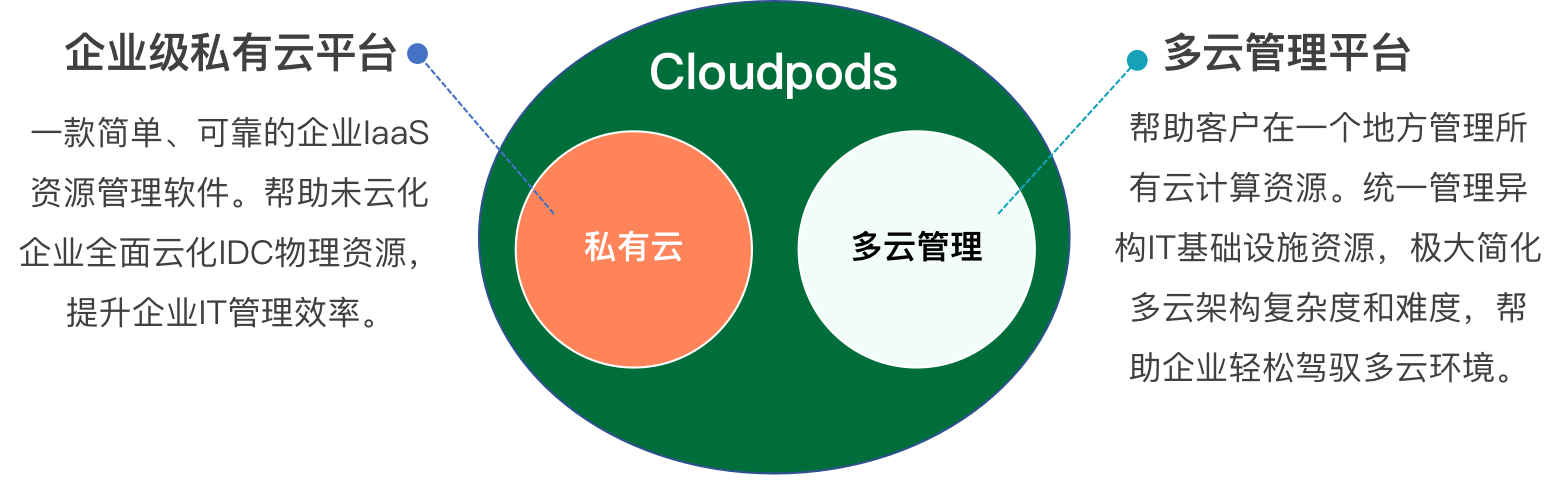 企业级私有云平台
一款简单、可靠的企业IaaS
资源管理软件。帮助未云化
企业全面云化IDC物理资源，
提升企业IT管理效率。
Cloudpods
私有云
多云管理
多云管理平台
帮助客户在一个地方管理所
有云计算资源。统一管理异
构IT基础设施资源，极大简化
多云架构复杂度和难度，帮
助企业轻松驾驭多云环境。